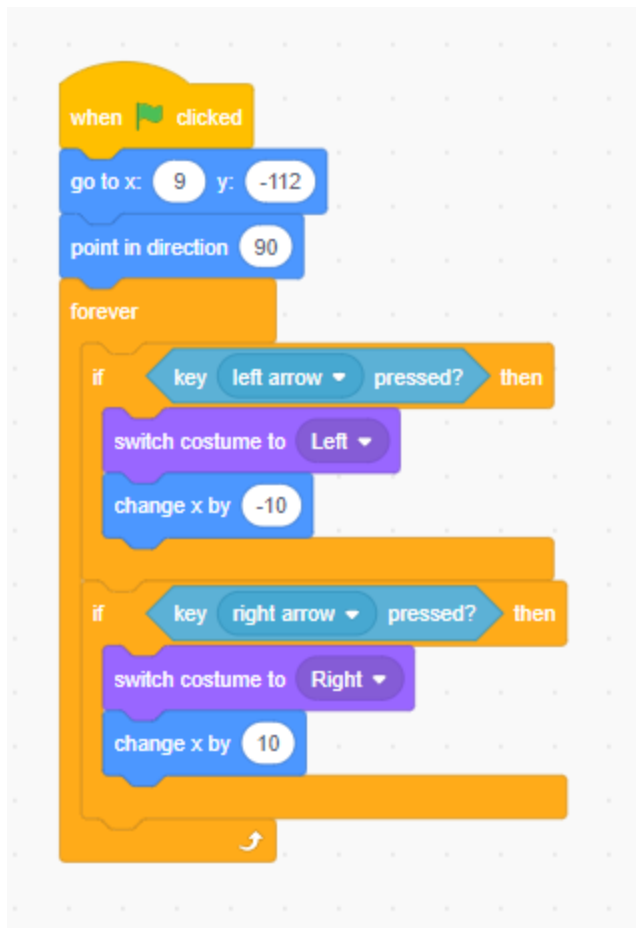 when clicked
go to x: 9 y: -112
point in direction 90
forever
if key left arrow pressed? then
switch costume to Left
change x by -10
if key right arrow pressed? then
switch costume to Right
change x by 10